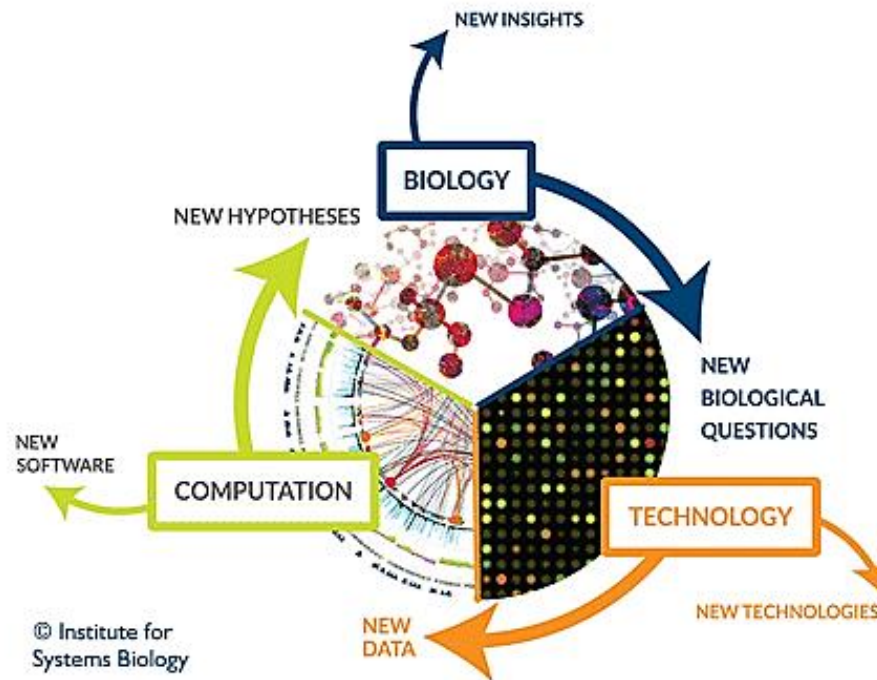 NEW INSIGHTS
BIOLOGY
NEW HYPOTHESES
NEW
BIOLOGICAL
QUESTIONS
NEW
SOFTWARE
COMPUTATION
TECHNOLOGY
NEW TECHNOLOGIES
NEW
DATA
© Institute for
Systems Biology